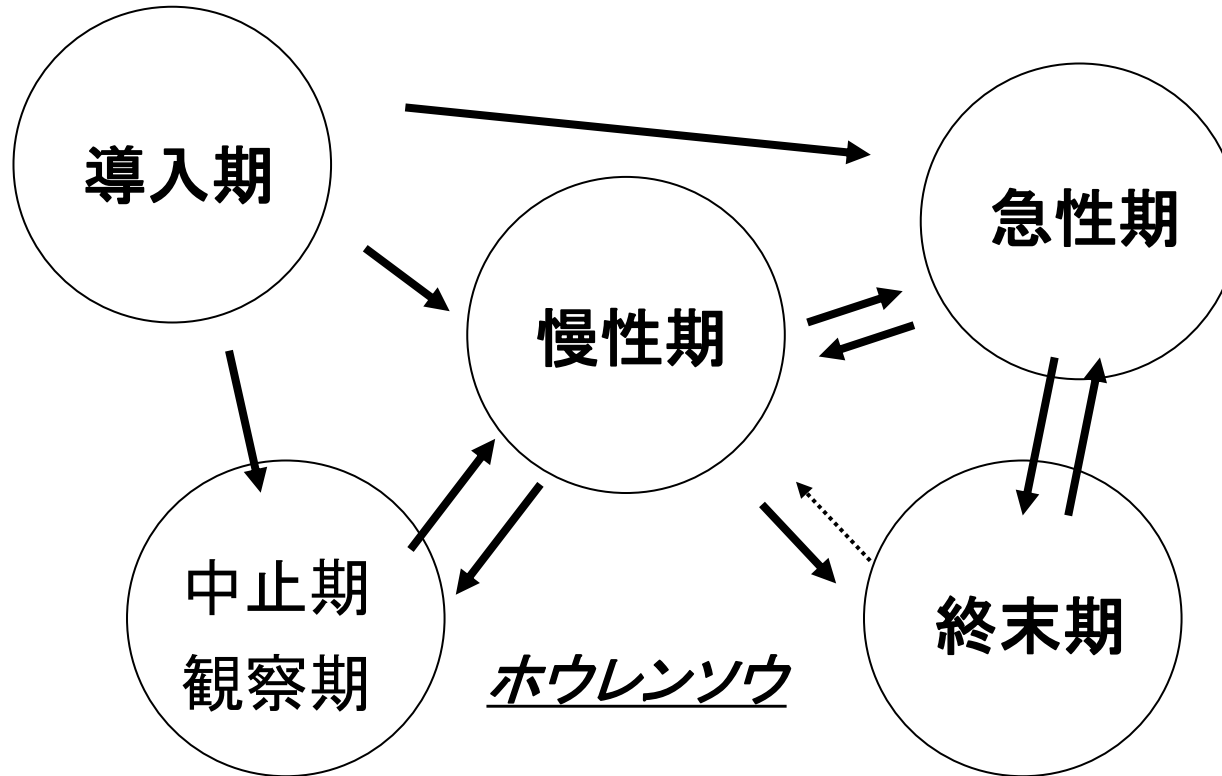 導入期
急性期
慢性期
中止期
観察期
終末期
ホウレンソウ